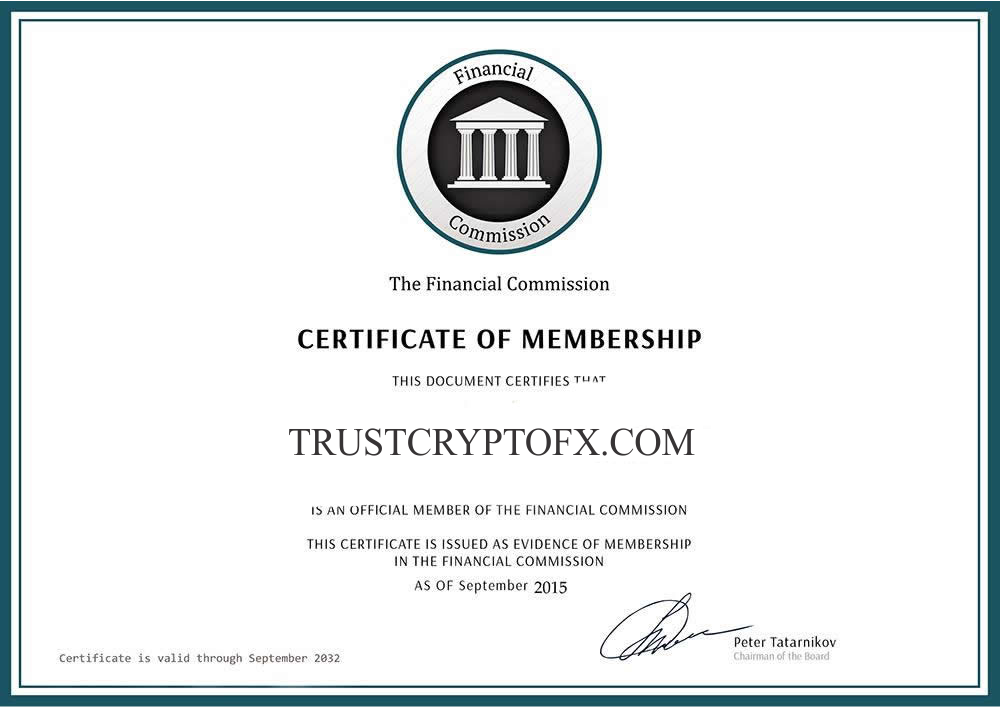 Financial
Commission
The Financial Commission
CERTIFICATE OF MEMBERSHIP
THIS DOCUMENT CERTIFIES THAT
TRUSTCRYPTOFX.COM
IS AN OFFICIAL MEMBER OF THE FINANCIAL COMMISSION
THIS CERTIFICATE IS ISSUED AS EVIDENCE OF MEMBERSHIP
IN THE FINANCIAL COMMISSION
AS OF September 2015
Peter Tatarnikov
Chairman of the Board
Certificate is valid through September 2032